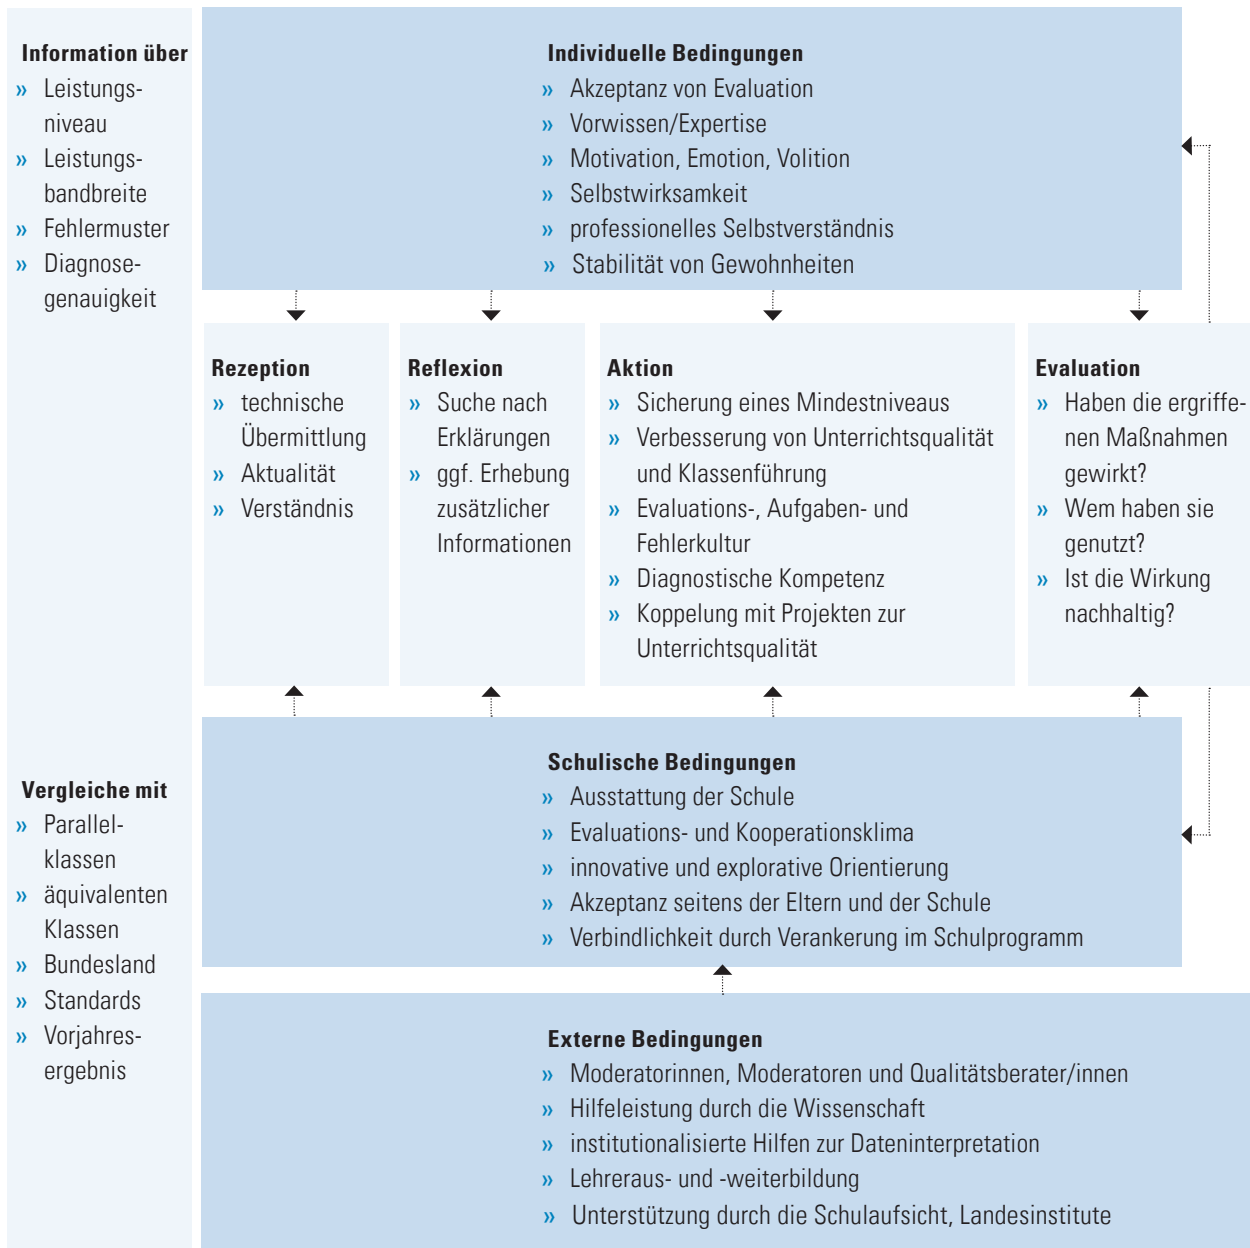 Information über
» Leistungs-
niveau
» Leistungs-
bandbreite
» Fehlermuster
» Diagnose-
genauigkeit
Vergleiche mit
» Parallel-
klassen
» äquivalenten
Klassen
» Bundesland
» Standards
» Vorjahres-
ergebnis
Individuelle Bedingungen
» Akzeptanz von Evaluation
» Vorwissen/Expertise
» Motivation, Emotion, Volition
» Selbstwirksamkeit
» professionelles Selbstverständnis
» Stabilität von Gewohnheiten
Rezeption
» technische
Übermittlung
» Aktualität
» Verständnis
Reflexion
» Suche nach
Erklärungen
» ggf. Erhebung
zusätzlicher
Informationen
Aktion
» Sicherung eines Mindestniveaus
» Verbesserung von Unterrichtsqualität
und Klassenführung
» Evaluations-, Aufgaben- und
Fehlerkultur
» Diagnostische Kompetenz
» Koppelung mit Projekten zur
Unterrichtsqualität
Evaluation
» Haben die ergriffe-
nen Maßnahmen
gewirkt?
» Wem haben sie
genutzt?
» Ist die Wirkung
nachhaltig?
Schulische Bedingungen
» Ausstattung der Schule
» Evaluations- und Kooperationsklima
» innovative und explorative Orientierung
» Akzeptanz seitens der Eltern und der Schule
» Verbindlichkeit durch Verankerung im Schulprogramm
Externe Bedingungen
» Moderatorinnen, Moderatoren und Qualitätsberater/innen
» Hilfeleistung durch die Wissenschaft
» institutionalisierte Hilfen zur Dateninterpretation
» Lehreraus- und -weiterbildung
» Unterstützung durch die Schulaufsicht, Landesinstitute